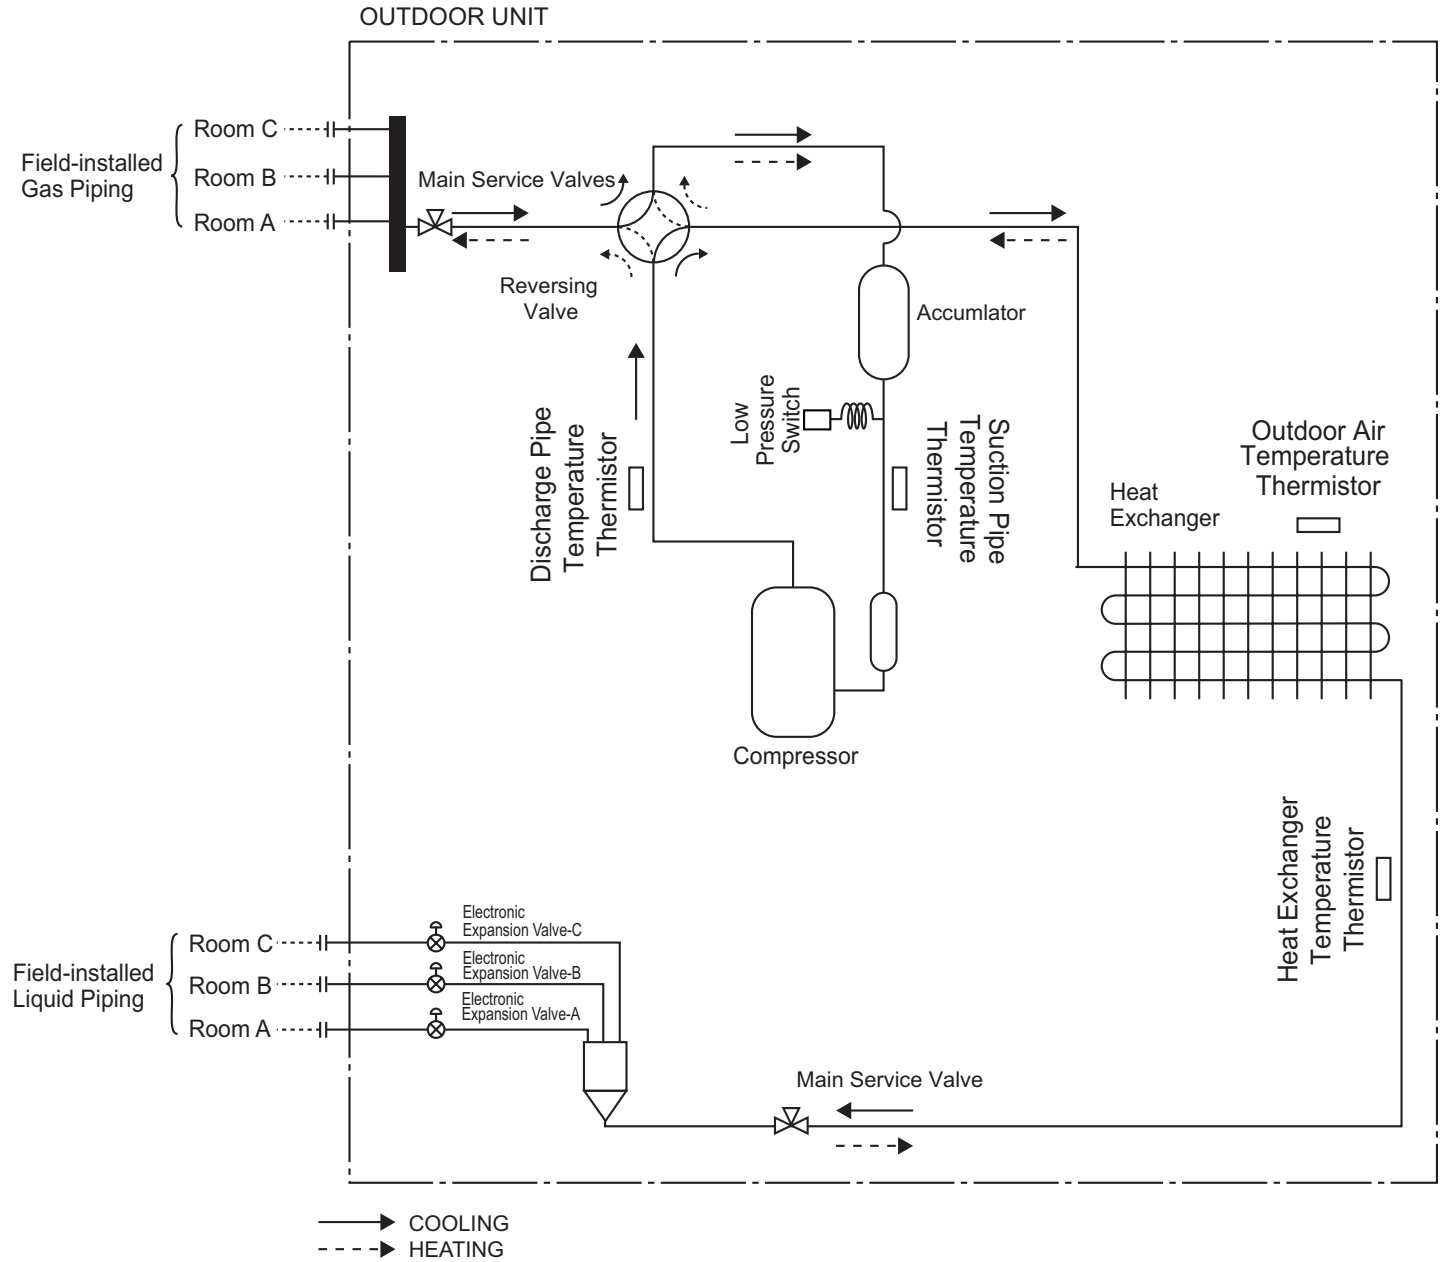 OUTDOOR UNIT
Room C
Field-installed
Gas Piping
Room B
Room A
Main Service Valves
Reversing
Valve
Accumlator
Low
Pressure
Switch
Discharge Pipe
Temperature
Thermistor
Suction Pipe
Temperature
Thermistor
Outdoor Air
Temperature
Thermistor
Heat
Exchanger
Compressor
Heat Exchanger
Temperature
Thermistor
Field-installed
Liquid Piping
Room C
Room B
Room A
Electronic
Expansion Valve-C
Electronic
Expansion Valve-B
Electronic
Expansion Valve-A
Main Service Valve
COOLING
HEATING